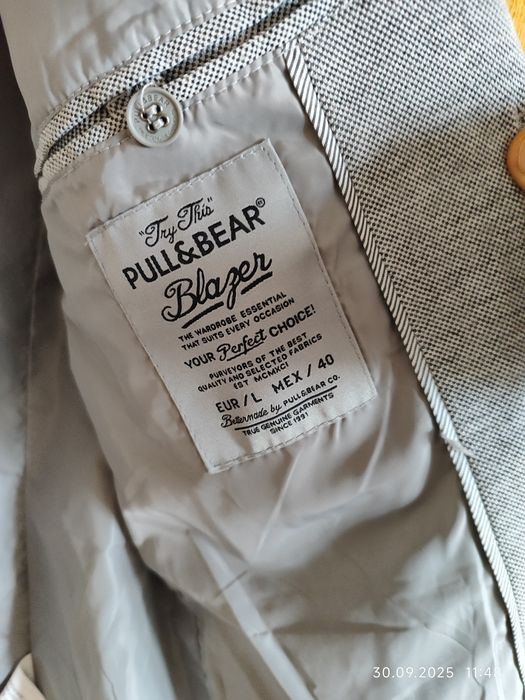 "Try This"
PULL&BEAR®
Blazer
THE WARDROBE ESSENTIAL
THAT SUITS EVERY OCCASION
YOUR Perfect CHOICE!
PURVEYORS OF THE BEST
QUALITY AND SELECTED FABRICS
EST MCMXCI
EUR/L MEX/40
Bettermade by PULL&BEAR CO.
TRUE GENUINE GARMENTS
SINCE 1991
30.09.2025 11:48